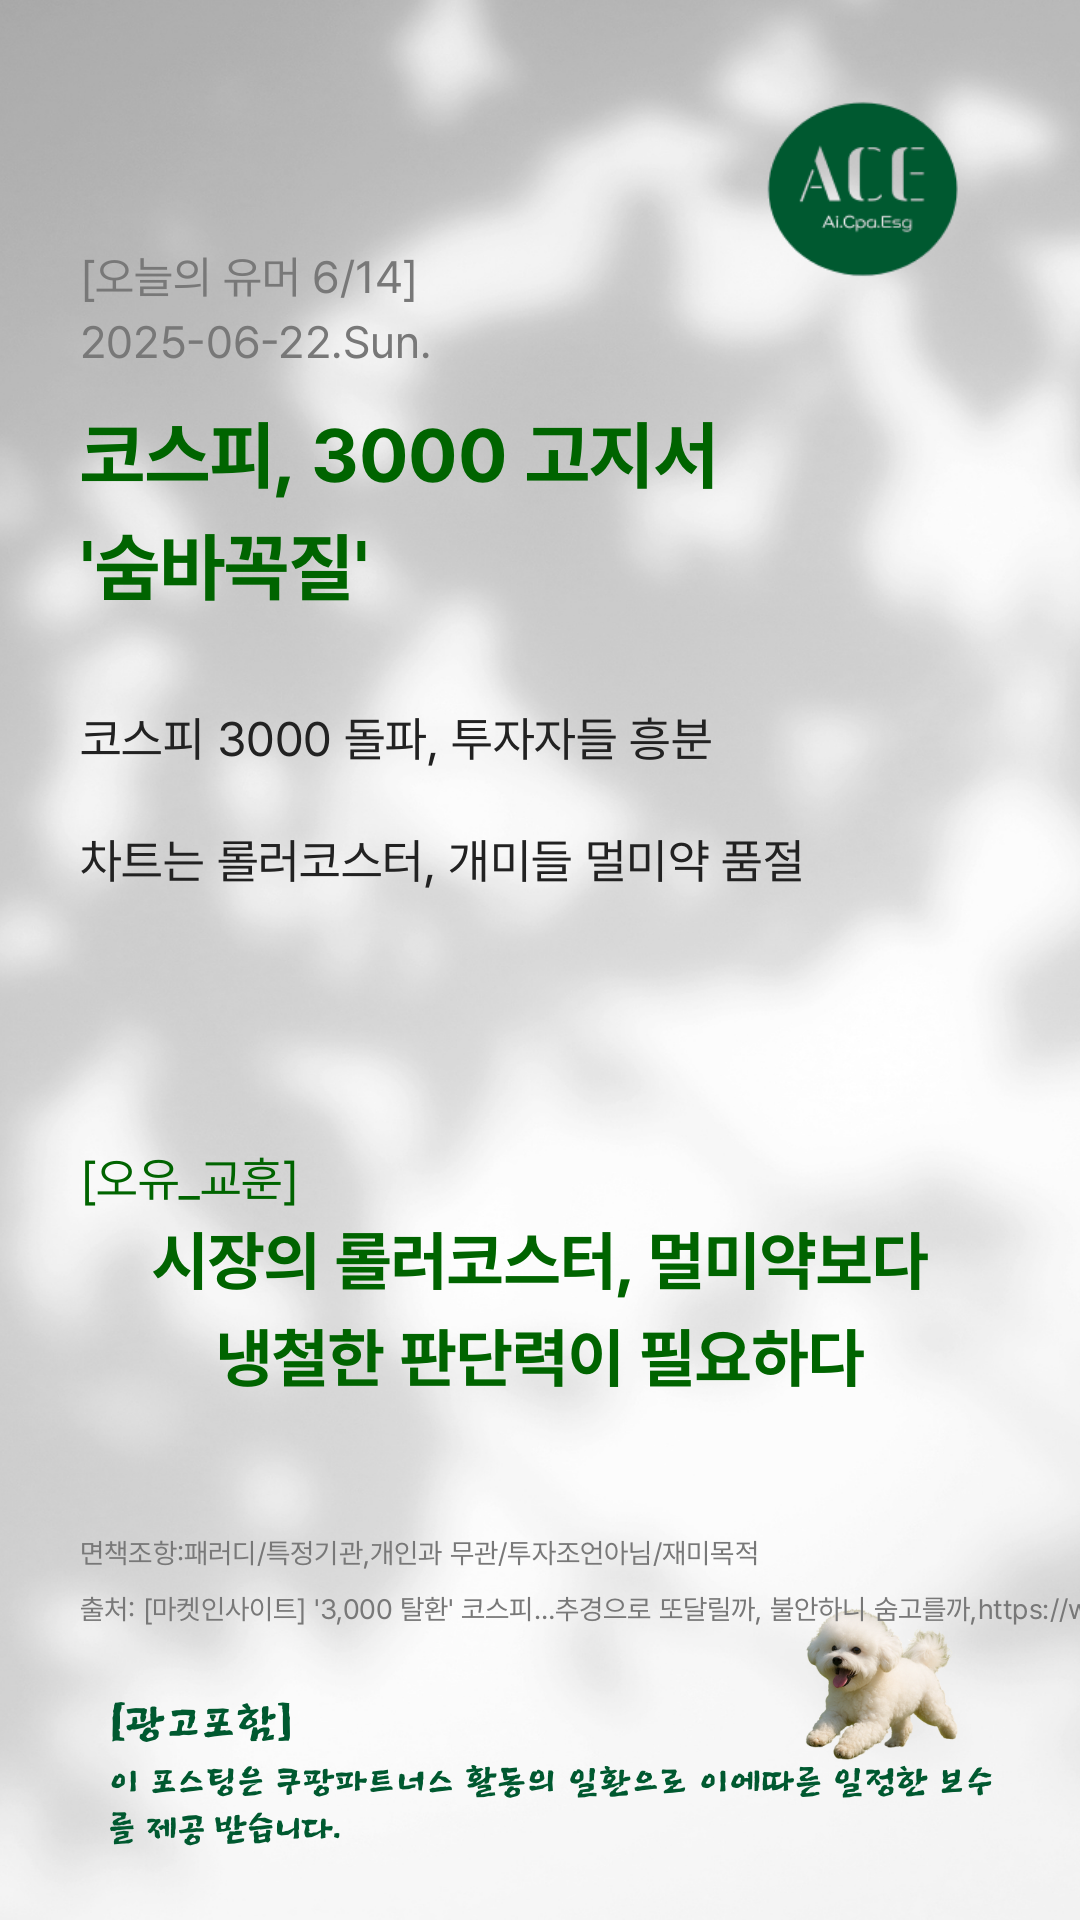 ACE
Ai.Cpa.Esg
[오늘의 유머 6/14]
2025-06-22.Sun.
코스피, 3000 고지서
'숨바꼭질'
코스피 3000 돌파, 투자자들 흥분
차트는 롤러코스터, 개미들 멀미약 품절
[오유_교훈]
시장의 롤러코스터, 멀미약보다
냉철한 판단력이 필요하다
면책조항:패러디/특정기관,개인과 무관/투자조언아님/재미목적
출처: [마켓인사이트] '3,000 탈환' 코스피...추경으로 또달릴까, 불안하니 숨고를까,https://w
[광고포함]
이 포스팅은 쿠팡파트너스 활동의 일환으로 이에따른 일정한 보수
를 제공 받습니다.